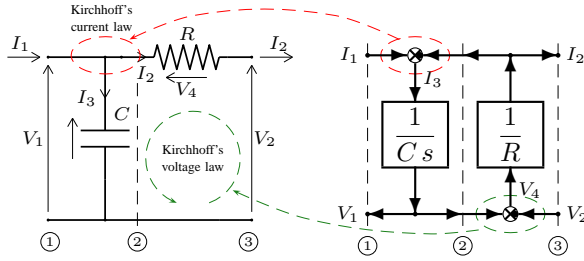 Kirchhoff's
current law
R
I₁
I₂
I₂
V₄
I₃
C
V₁
Kirchhoff's
voltage law
V₂
1
2
3
I₁
I₂
I₃
1
C s
1
R
V₄
V₁
V₂
1
2
3